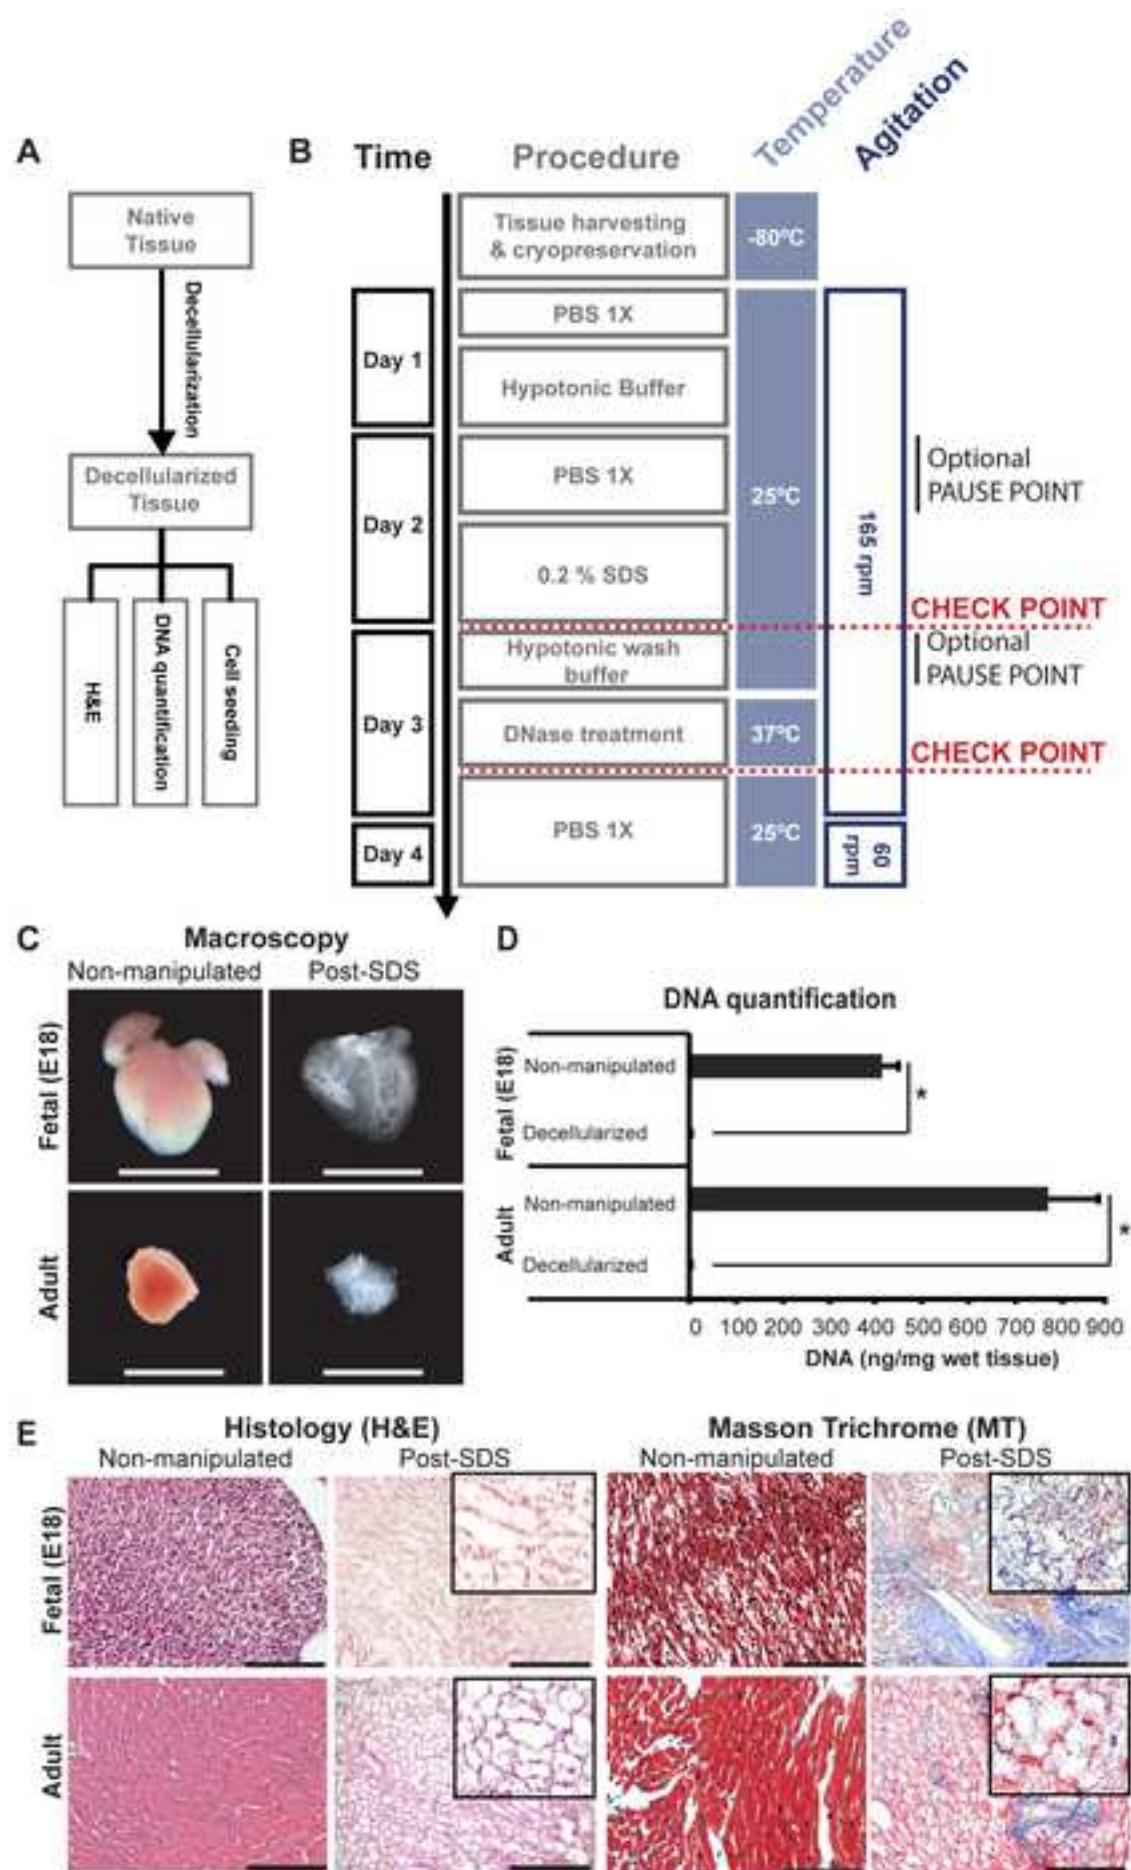 A
Native
Tissue
Decellularization
Decellularized
Tissue
H&E
DNA quantification
Cell seeding
B
Time
Procedure
Temperature
Agitation
Tissue harvesting
& cryopreservation
-80ºC
Day 1
PBS 1X
Hypotonic Buffer
Day 2
PBS 1X
0.2 % SDS
25ºC
165 rpm
Optional
PAUSE POINT
CHECK POINT
Day 3
Hypotonic wash
buffer
Optional
PAUSE POINT
DNase treatment
37ºC
CHECK POINT
PBS 1X
25ºC
Day 4
60
rpm
C
Macroscopy
Non-manipulated
Post-SDS
Fetal (E18)
Adult
D
DNA quantification
Fetal (E18)
Non-manipulated
*
Decellularized
Adult
Non-manipulated
*
Decellularized
0 100 200 300 400 500 600 700 800 900
DNA (ng/mg wet tissue)
E
Histology (H&E)
Masson Trichrome (MT)
Non-manipulated
Post-SDS
Non-manipulated
Post-SDS
Fetal (E18)
Adult